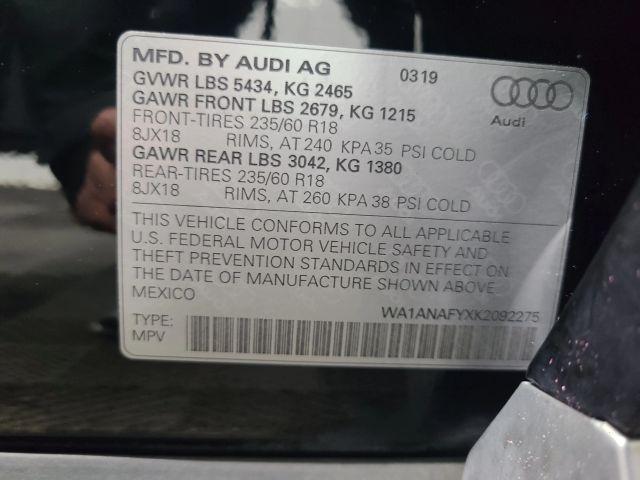 MFD. BY AUDI AG 0319
GVWR LBS 5434, KG 2465
GAWR FRONT LBS 2679, KG 1215
FRONT-TIRES 235/60 R18
8JX18 RIMS, AT 240 KPA 35 PSI COLD
GAWR REAR LBS 3042, KG 1380
REAR-TIRES 235/60 R18
8JX18 RIMS, AT 260 KPA 38 PSI COLD
Audi
THIS VEHICLE CONFORMS TO ALL APPLICABLE
U.S. FEDERAL MOTOR VEHICLE SAFETY AND
THEFT PREVENTION STANDARDS IN EFFECT ON
THE DATE OF MANUFACTURE SHOWN ABOVE.
MEXICO
WA1ANAFYXK2092275
TYPE:
MPV